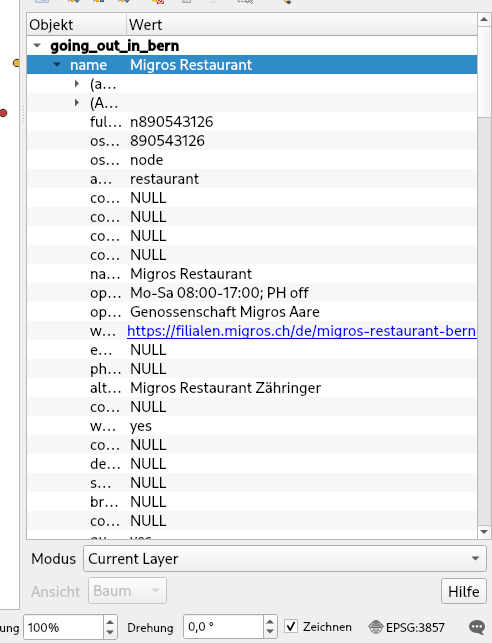 Objekt Wert
going_out_in_bern
name Migros Restaurant
(a…
(A…
ful… n890543126
os… 890543126
os… node
a… restaurant
co… NULL
co… NULL
co… NULL
co… NULL
na… Migros Restaurant
op… Mo-Sa 08:00-17:00; PH off
op… Genossenschaft Migros Aare
w… https://filialen.migros.ch/de/migros-restaurant-bern
e… NULL
ph… NULL
alt… Migros Restaurant Zähringer
co… NULL
w… yes
co… NULL
de… NULL
s… NULL
br… NULL
co… NULL
yes
Modus Current Layer
Ansicht Baum Hilfe
ung 100% Drehung 0,0 ° Zeichnen EPSG:3857